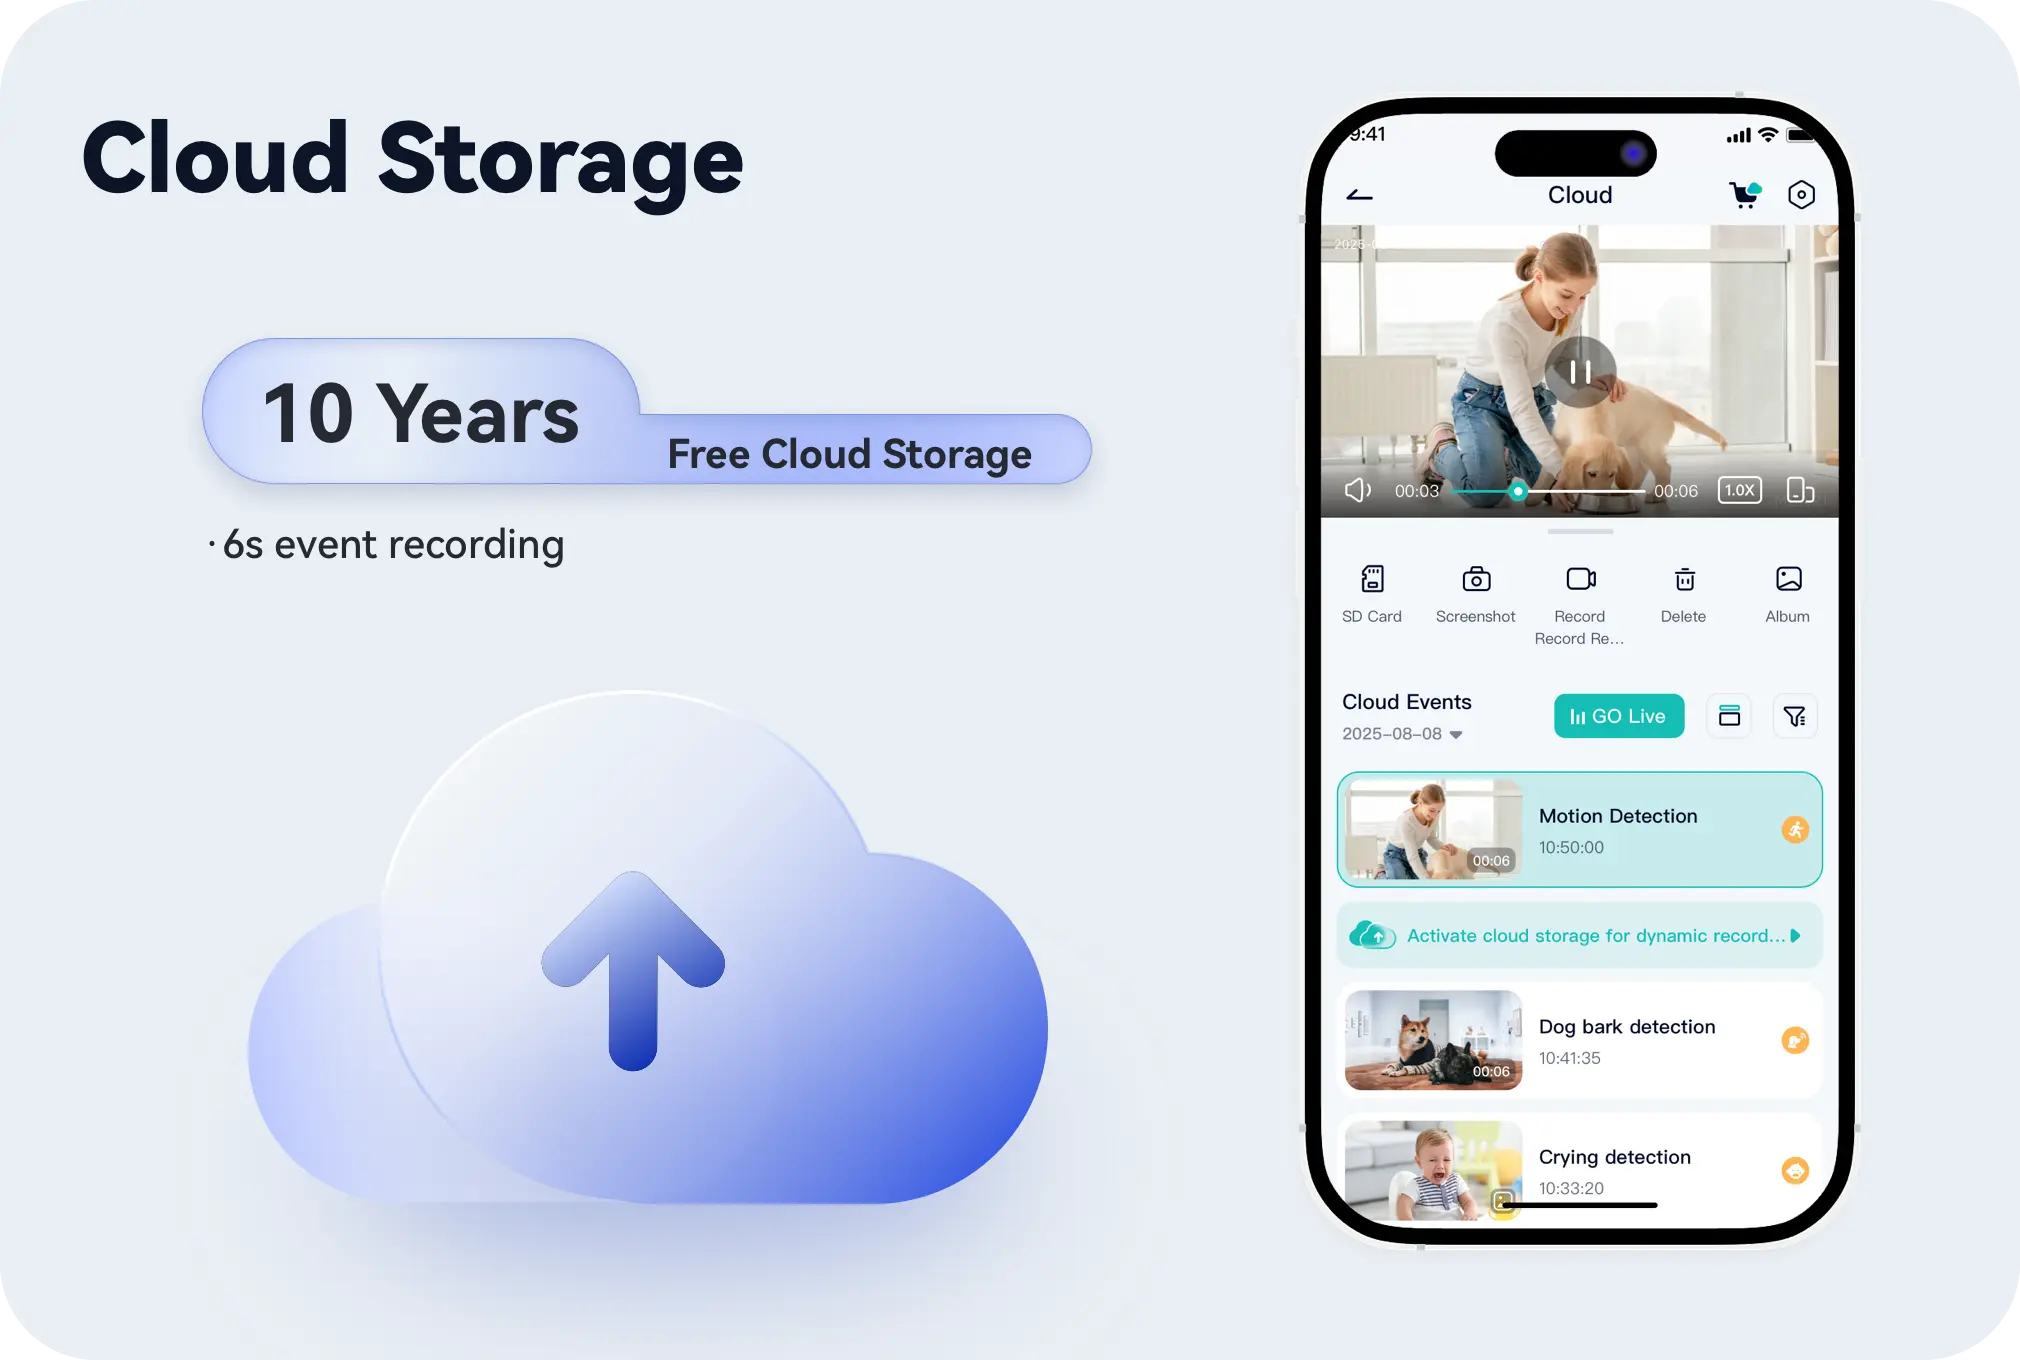 Cloud Storage
10 Years
Free Cloud Storage
· 6s event recording
9:41
Cloud
00:03
00:06
1.0X
SD Card
Screenshot
Record
Record Re...
Delete
Album
Cloud Events
GO Live
2025-08-08
Motion Detection
10:50:00
00:06
Activate cloud storage for dynamic record...
Dog bark detection
10:41:35
00:06
Crying detection
10:33:20